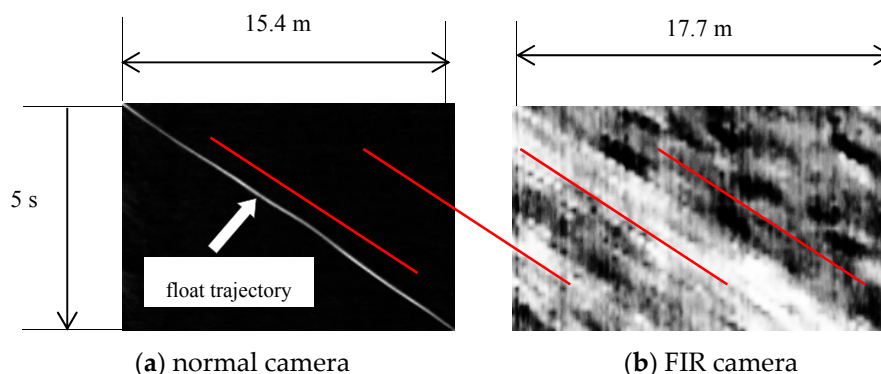 15.4 m
17.7 m
5 s
float trajectory
(a) normal camera
(b) FIR camera